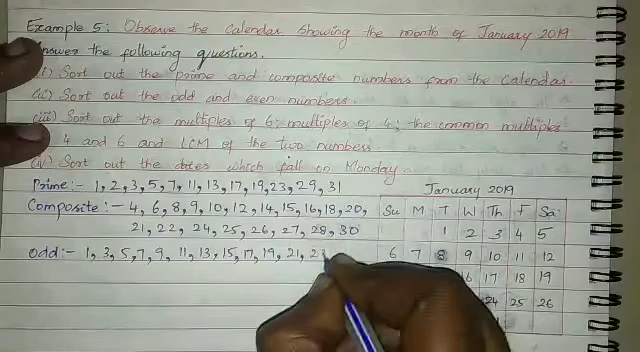 Example 5: Observe the Calendar showing the month of January 2019
Answer the following questions.
(i) Sort out the prime and composite numbers from the calendar.
(ii) Sort out the odd and even numbers.
(iii) Sort out the multiples of 6; multiples of 4; the common multiples
4 and 6 and LCM of the two numbers.
(iv) Sort out the dates which fall on Monday.
Prime:- 1, 2, 3, 5, 7, 11, 13, 17, 19, 23, 29, 31
January 2019
Composite:- 4, 6, 8, 9, 10, 12, 14, 15, 16, 18, 20,
21, 22, 24, 25, 26, 27, 28, 30
Odd:- 1, 3, 5, 7, 9, 11, 13, 15, 17, 19, 21, 23
Su M T W Th F Sa
1 2 3 4 5
6 7 8 9 10 11 12
16 17 18 19
24 25 26